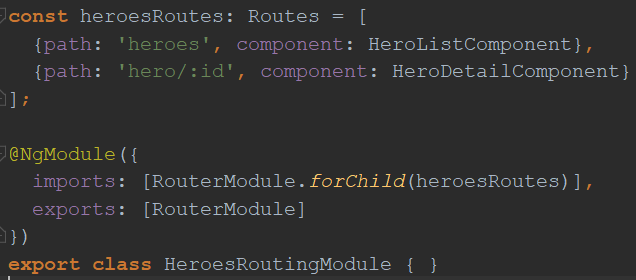 const heroesRoutes: Routes = [
  {path: 'heroes', component: HeroListComponent},
  {path: 'hero/:id', component: HeroDetailComponent}
];

@NgModule({
  imports: [RouterModule.forChild(heroesRoutes)],
  exports: [RouterModule]
})
export class HeroesRoutingModule { }